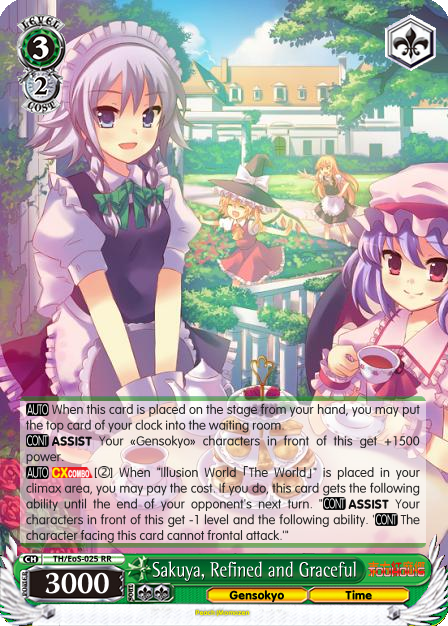 LEVEL
3
2
COST
AUTO When this card is placed on the stage from your hand, you may put
the top card of your clock into the waiting room.
CONT ASSIST Your «Gensokyo» characters in front of this get +1500
power.
AUTO CXCOMBO [②] When "Illusion World 「The World」" is placed in your
climax area, you may pay the cost. If you do, this card gets the following
ability until the end of your opponent's next turn. "CONT ASSIST Your
characters in front of this get -1 level and the following ability. 'CONT The
character facing this card cannot frontal attack.'"
CH TH/EoS-025 RR
Sakuya, Refined and Graceful
POWER
3000
SOUL
Gensokyo
Time